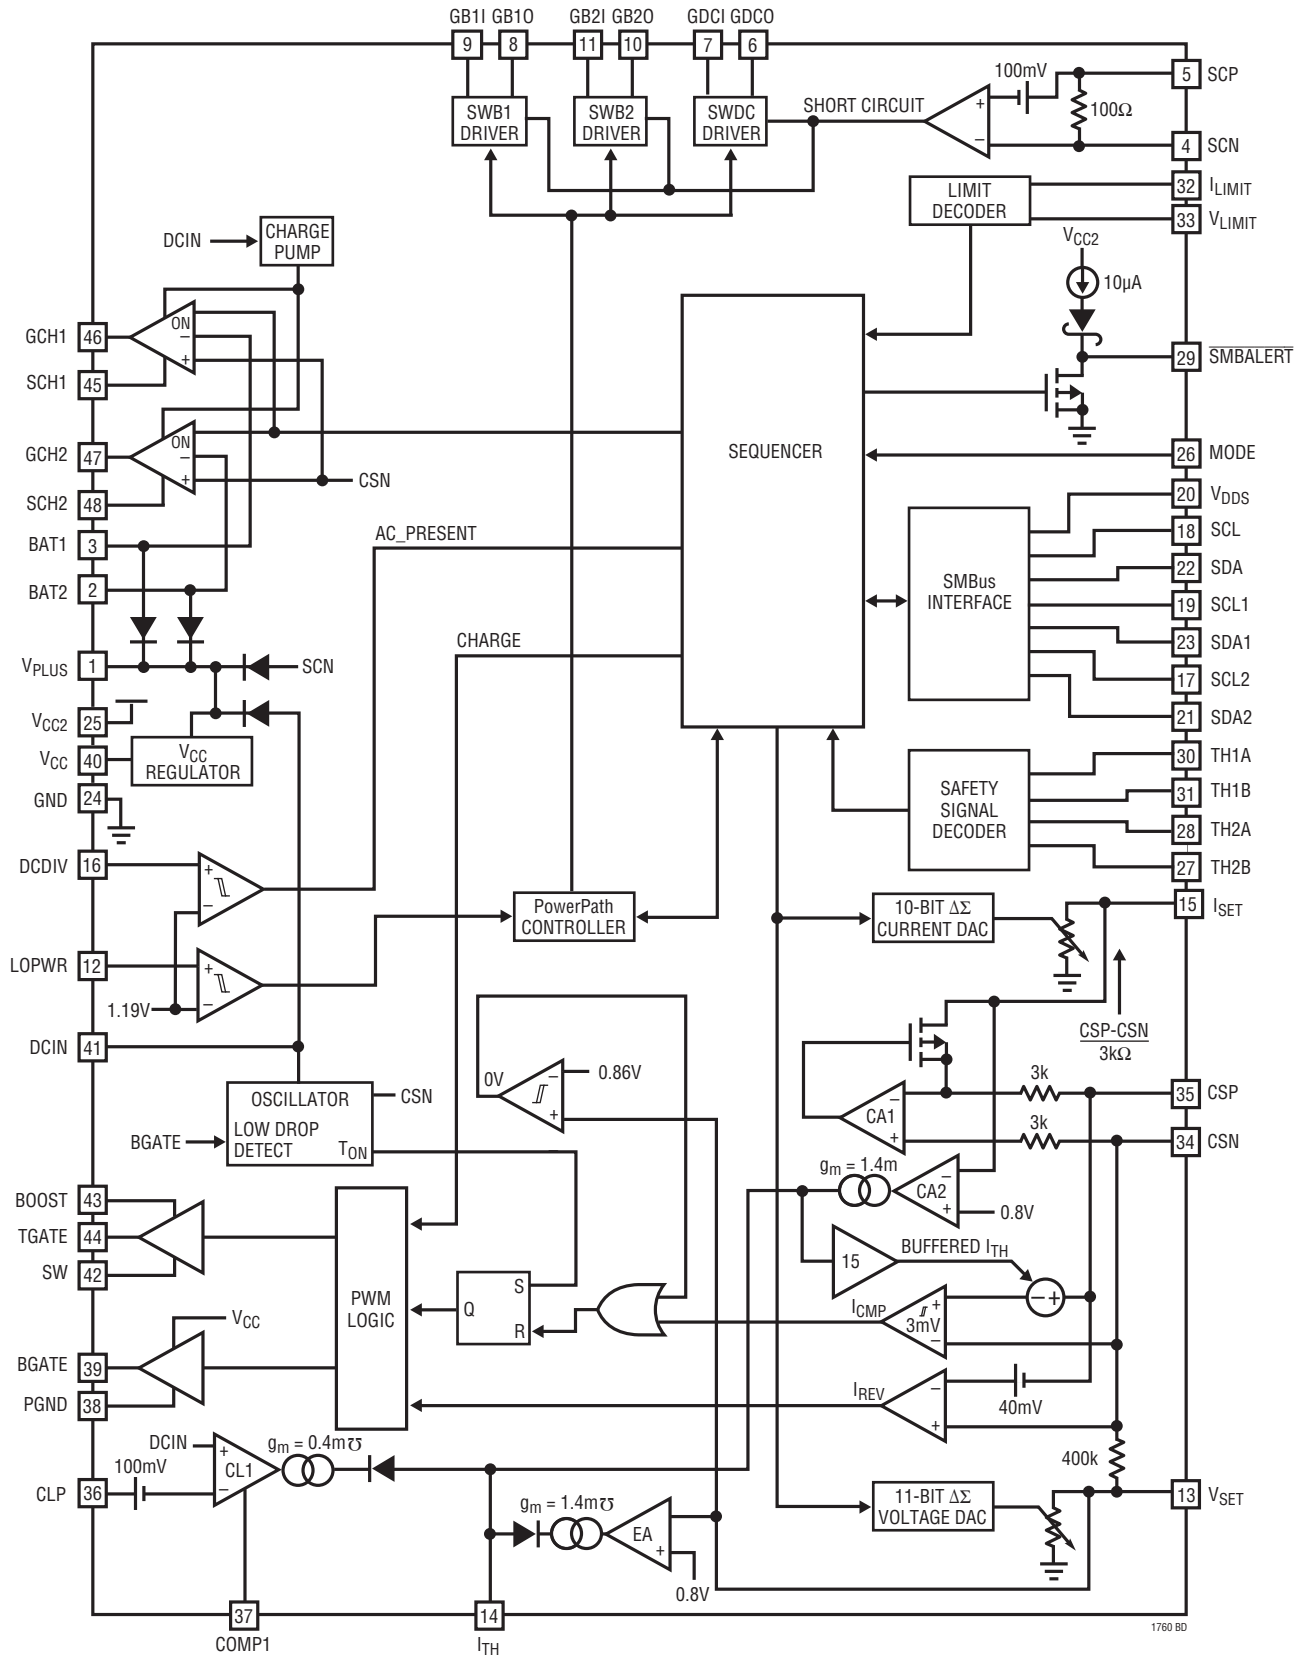 GB1I GB1O GB2I GB2O GDCI GDCO
9 8 11 10 7 6
SWB1
DRIVER
SWB2
DRIVER
SWDC
DRIVER
SHORT CIRCUIT
+
−
100mV
100Ω
5 SCP
4 SCN
LIMIT
DECODER
32 ILIMIT
33 VLIMIT
VCC2
10µA
29 SMBALERT
DCIN
CHARGE
PUMP
GCH1 46
ON
−
+
SCH1 45
GCH2 47
ON
−
+
CSN
SCH2 48
BAT1 3
BAT2 2
SEQUENCER
26 MODE
20 VDDS
18 SCL
22 SDA
19 SCL1
23 SDA1
17 SCL2
21 SDA2
SMBus
INTERFACE
AC_PRESENT
CHARGE
VPLUS 1
SCN
VCC2 25
VCC 40
VCC
REGULATOR
GND 24
SAFETY
SIGNAL
DECODER
30 TH1A
31 TH1B
28 TH2A
27 TH2B
DCDIV 16
+
−
PowerPath
CONTROLLER
10-BIT ΔΣ
CURRENT DAC
15 ISET
LOPWR 12
+
−
1.19V
DCIN 41
CSP-CSN
3kΩ
0V
−
0.86V
+
OSCILLATOR
LOW DROP
DETECT
TON
CSN
BGATE
CA1
−
+
3k
3k
35 CSP
34 CSN
gm = 1.4m
CA2
−
+
0.8V
BOOST 43
TGATE 44
SW 42
PWM
LOGIC
S
Q
R
15
BUFFERED ITH
−+
ICMP
+
3mV
−
VCC
BGATE 39
PGND 38
IREV
−
+
40mV
DCIN
100mV
CLP 36
+
CL1
−
gm = 0.4m℧
gm = 1.4m℧
EA
+
0.8V
400k
11-BIT ΔΣ
VOLTAGE DAC
13 VSET
37
COMP1
14
ITH
1760 BD